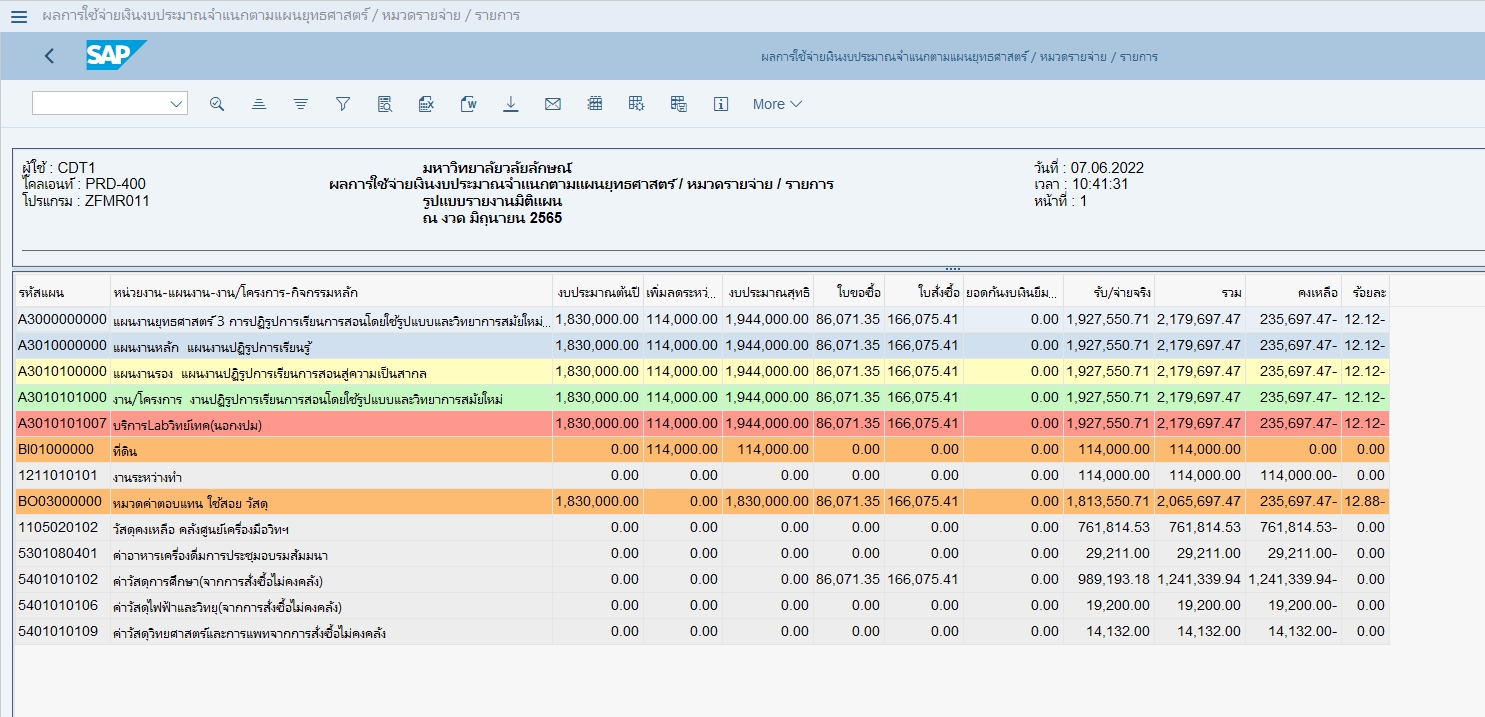 ผลการใช้จ่ายเงินงบประมาณจำแนกตามแผนยุทธศาสตร์ / หมวดรายจ่าย / รายการ
SAP ผลการใช้จ่ายเงินงบประมาณจำแนกตามแผนยุทธศาสตร์ / หมวดรายจ่าย / รายการ
More
ผู้ใช้ : CDT1 มหาวิทยาลัยวลัยลักษณ์ วันที่ : 07.06.2022
ไคลเอนท์ : PRD-400 ผลการใช้จ่ายเงินงบประมาณจำแนกตามแผนยุทธศาสตร์ / หมวดรายจ่าย / รายการ เวลา : 10:41:31
โปรแกรม : ZFMR011 รูปแบบรายงานมิติแผน หน้าที่ : 1
ณ งวด มิถุนายน 2565
รหัสแผน หน่วยงาน-แผนงาน-งาน/โครงการ-กิจกรรมหลัก งบประมาณต้นปี เพิ่มลดระหว่... งบประมาณสุทธิ ใบขอซื้อ ใบสั่งซื้อ ยอดกันงบเงินยืม... รับ/จ่ายจริง รวม คงเหลือ ร้อยละ
A3000000000 แผนงานยุทธศาสตร์ 3 การปฏิรูปการเรียนการสอนโดยใช้รูปแบบและวิทยาการสมัยใหม่... 1,830,000.00 114,000.00 1,944,000.00 86,071.35 166,075.41 0.00 1,927,550.71 2,179,697.47 235,697.47- 12.12-
A3010000000 แผนงานหลัก แผนงานปฏิรูปการเรียนรู้ 1,830,000.00 114,000.00 1,944,000.00 86,071.35 166,075.41 0.00 1,927,550.71 2,179,697.47 235,697.47- 12.12-
A3010100000 แผนงานรอง แผนงานปฏิรูปการเรียนการสอนสู่ความเป็นสากล 1,830,000.00 114,000.00 1,944,000.00 86,071.35 166,075.41 0.00 1,927,550.71 2,179,697.47 235,697.47- 12.12-
A3010101000 งาน/โครงการ งานปฏิรูปการเรียนการสอนโดยใช้รูปแบบและวิทยาการสมัยใหม่ 1,830,000.00 114,000.00 1,944,000.00 86,071.35 166,075.41 0.00 1,927,550.71 2,179,697.47 235,697.47- 12.12-
A3010101007 บริการLabวิทย์เทค(นอกงปม) 1,830,000.00 114,000.00 1,944,000.00 86,071.35 166,075.41 0.00 1,927,550.71 2,179,697.47 235,697.47- 12.12-
BI01000000 ที่ดิน 0.00 114,000.00 114,000.00 0.00 0.00 0.00 114,000.00 114,000.00 0.00 0.00
1211010101 งานระหว่างทำ 0.00 0.00 0.00 0.00 0.00 0.00 114,000.00 114,000.00 114,000.00- 0.00
BO03000000 หมวดค่าตอบแทน ใช้สอย วัสดุ 1,830,000.00 0.00 1,830,000.00 86,071.35 166,075.41 0.00 1,813,550.71 2,065,697.47 235,697.47- 12.88-
1105020102 วัสดุคงเหลือ คลังศูนย์เครื่องมือวิทฯ 0.00 0.00 0.00 0.00 0.00 0.00 761,814.53 761,814.53 761,814.53- 0.00
5301080401 ค่าอาหารเครื่องดื่มการประชุมอบรมสัมมนา 0.00 0.00 0.00 0.00 0.00 0.00 29,211.00 29,211.00 29,211.00- 0.00
5401010102 ค่าวัสดุการศึกษา(จากการสั่งซื้อไม่คงคลัง) 0.00 0.00 0.00 86,071.35 166,075.41 0.00 989,193.18 1,241,339.94 1,241,339.94- 0.00
5401010106 ค่าวัสดุไฟฟ้าและวิทยุ(จากการสั่งซื้อไม่คงคลัง) 0.00 0.00 0.00 0.00 0.00 0.00 19,200.00 19,200.00 19,200.00- 0.00
5401010109 ค่าวัสดุวิทยศาสตร์และการแพทจากการสั่งซื้อไม่คงคลัง 0.00 0.00 0.00 0.00 0.00 0.00 14,132.00 14,132.00 14,132.00- 0.00